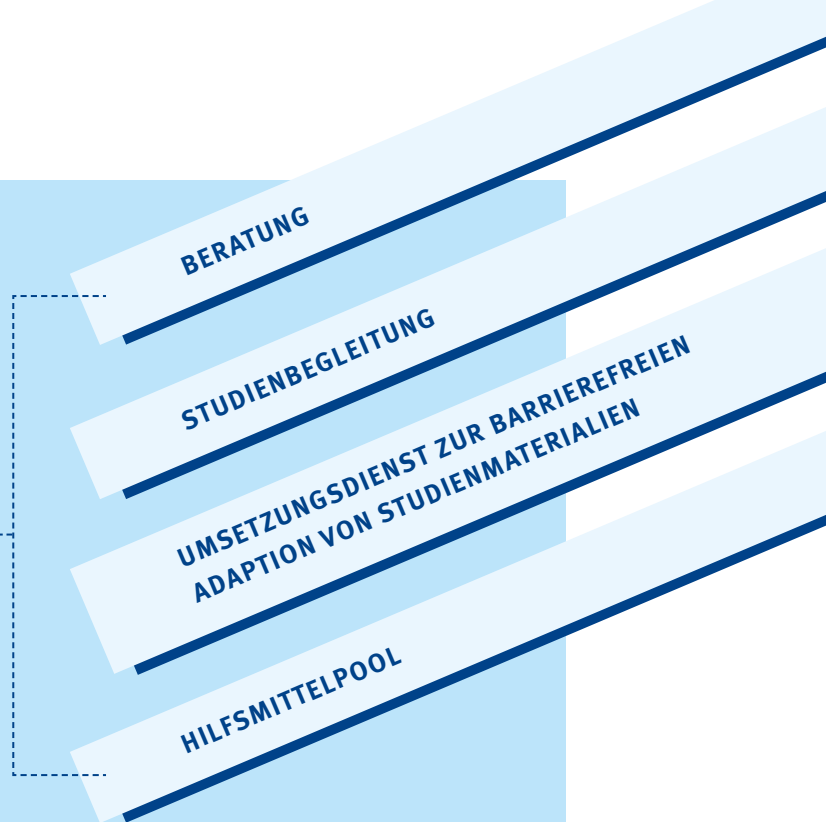 BERATUNG
STUDIENBEGLEITUNG
UMSETZUNGSDIENST ZUR BARRIEREFREIEN
ADAPTION VON STUDIENMATERIALIEN
HILFSMITTELPOOL